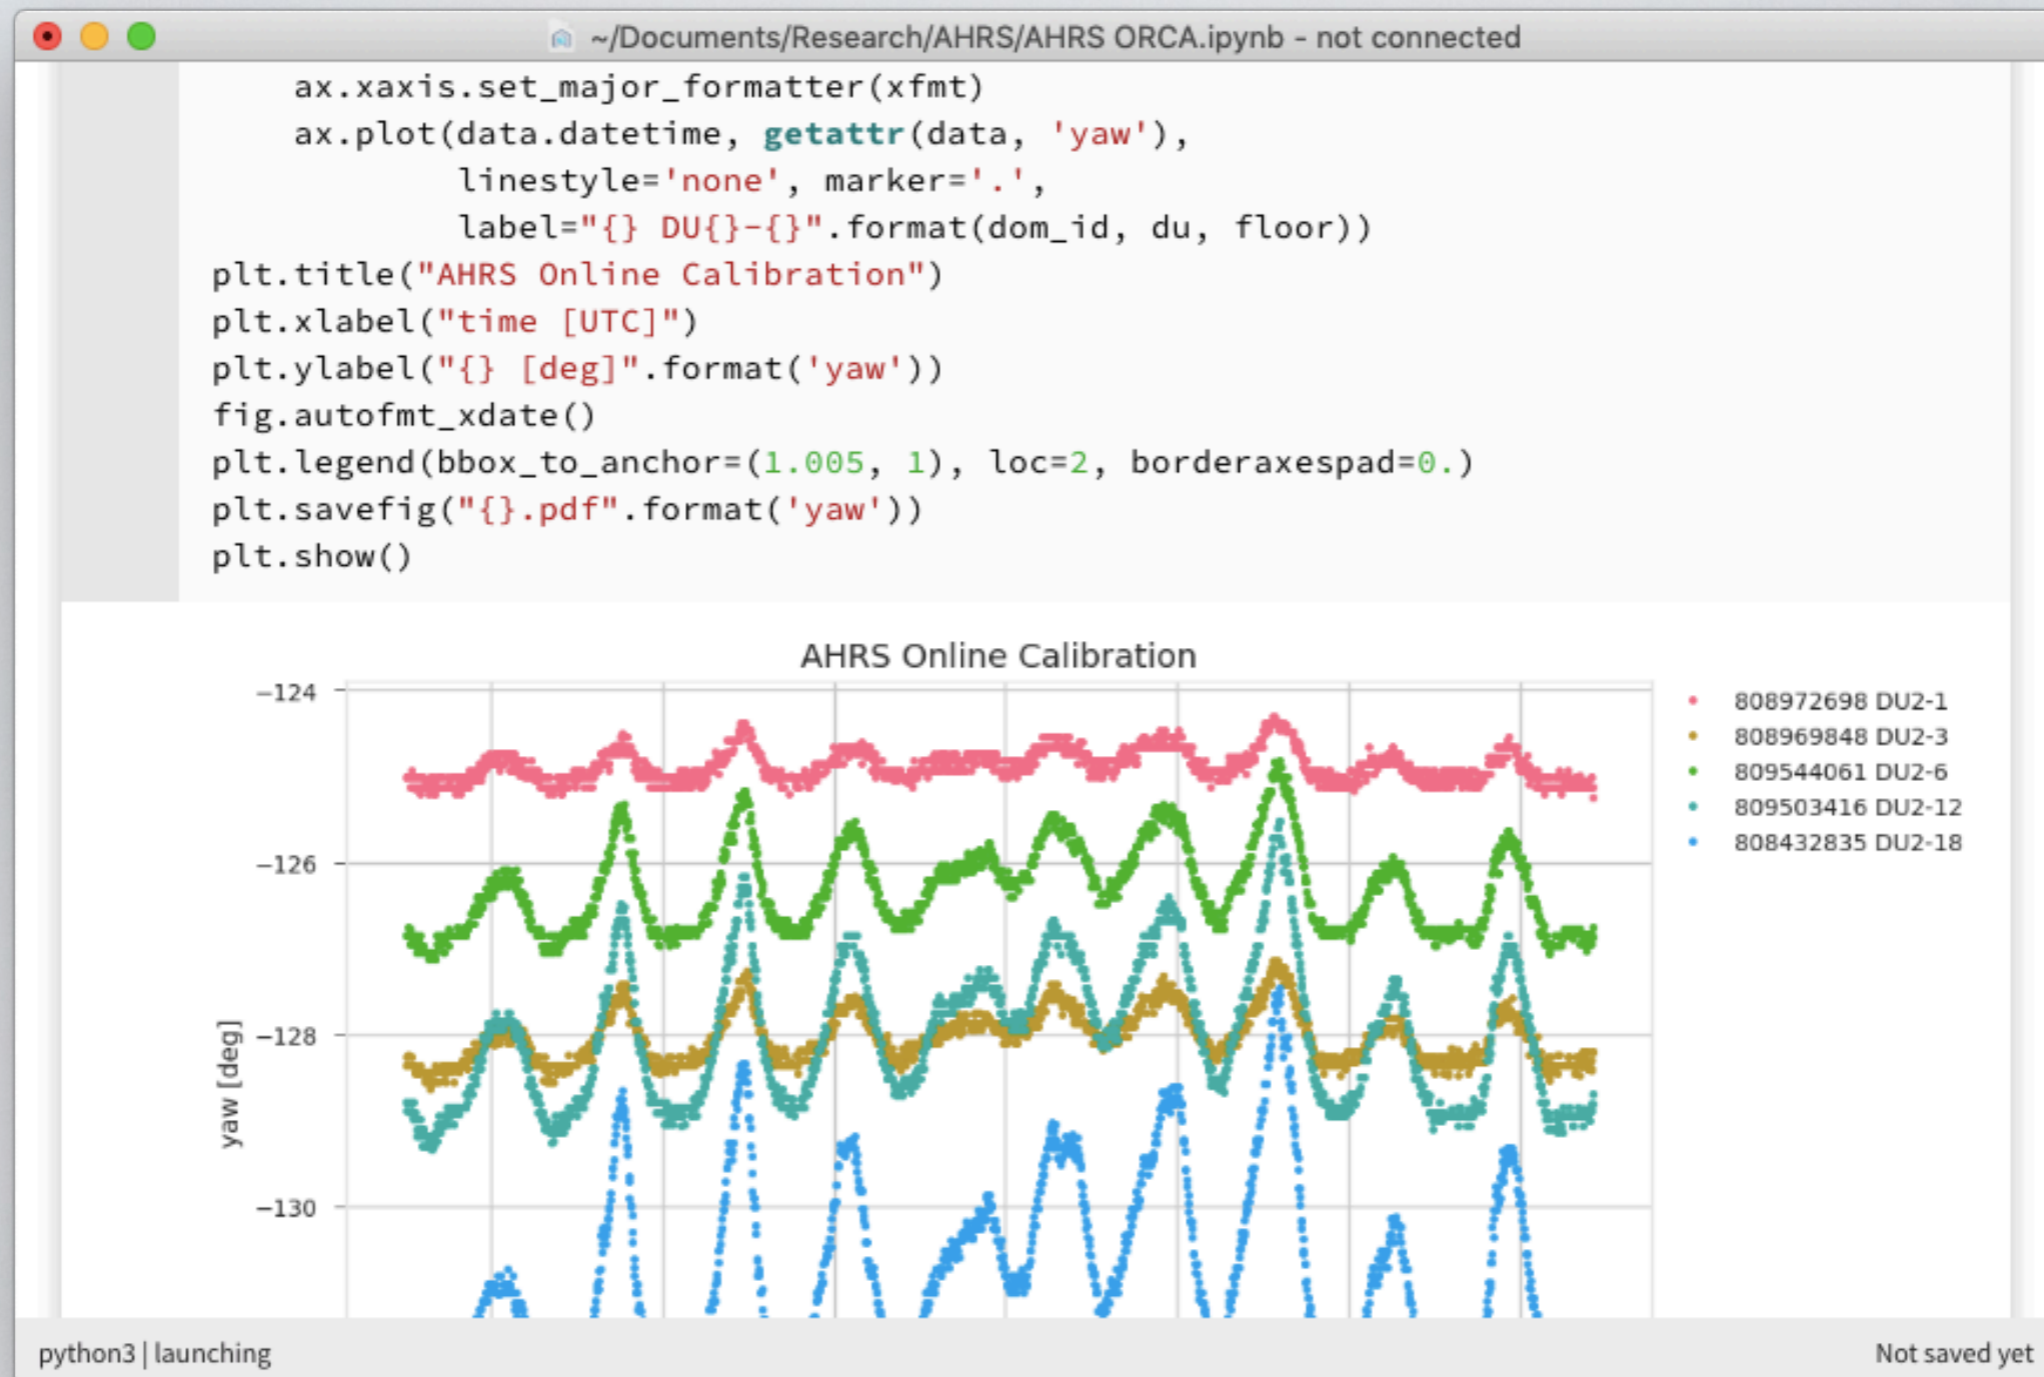 ~/Documents/Research/AHRS/AHRS ORCA.ipynb - not connected
ax.xaxis.set_major_formatter(xfmt)
ax.plot(data.datetime, getattr(data, 'yaw'),
linestyle='none', marker='.',
label="{} DU{}-{}".format(dom_id, du, floor))
plt.title("AHRS Online Calibration")
plt.xlabel("time [UTC]")
plt.ylabel("{} [deg]".format('yaw'))
fig.autofmt_xdate()
plt.legend(bbox_to_anchor=(1.005, 1), loc=2, borderaxespad=0.)
plt.savefig("{}.pdf".format('yaw'))
plt.show()
AHRS Online Calibration
−124
−126
−128
−130
yaw [deg]
808972698 DU2-1
808969848 DU2-3
809544061 DU2-6
809503416 DU2-12
808432835 DU2-18
python3 | launching
Not saved yet